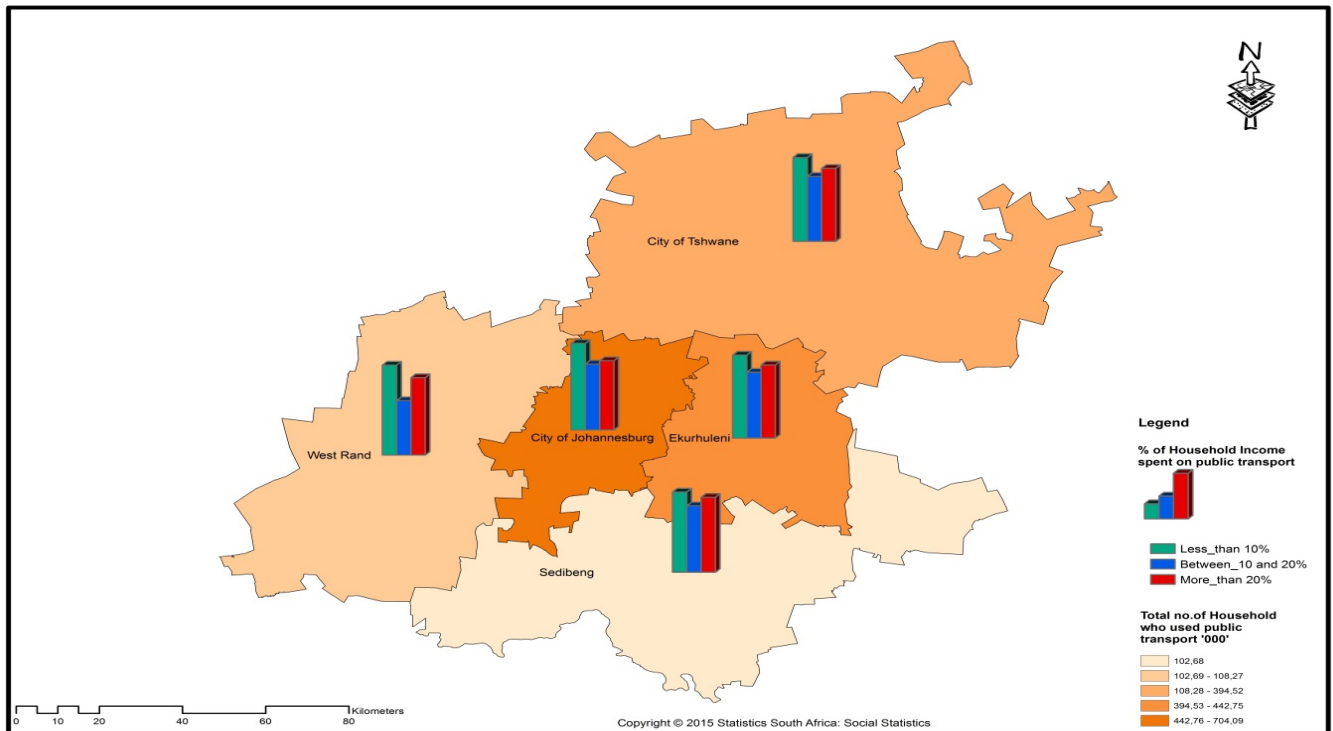 N
City of Tshwane
City of Johannesburg
Ekurhuleni
West Rand
Sedibeng
Legend
% of Household Income
spent on public transport
Less_than 10%
Between_10 and 20%
More_than 20%
Total no.of Household
who used public
transport '000'
102,68
102,69 - 108,27
108,28 - 394,52
394,53 - 442,75
442,76 - 704,09
Kilometers
0 10 20 40 60 80
Copyright © 2015 Statistics South Africa: Social Statistics